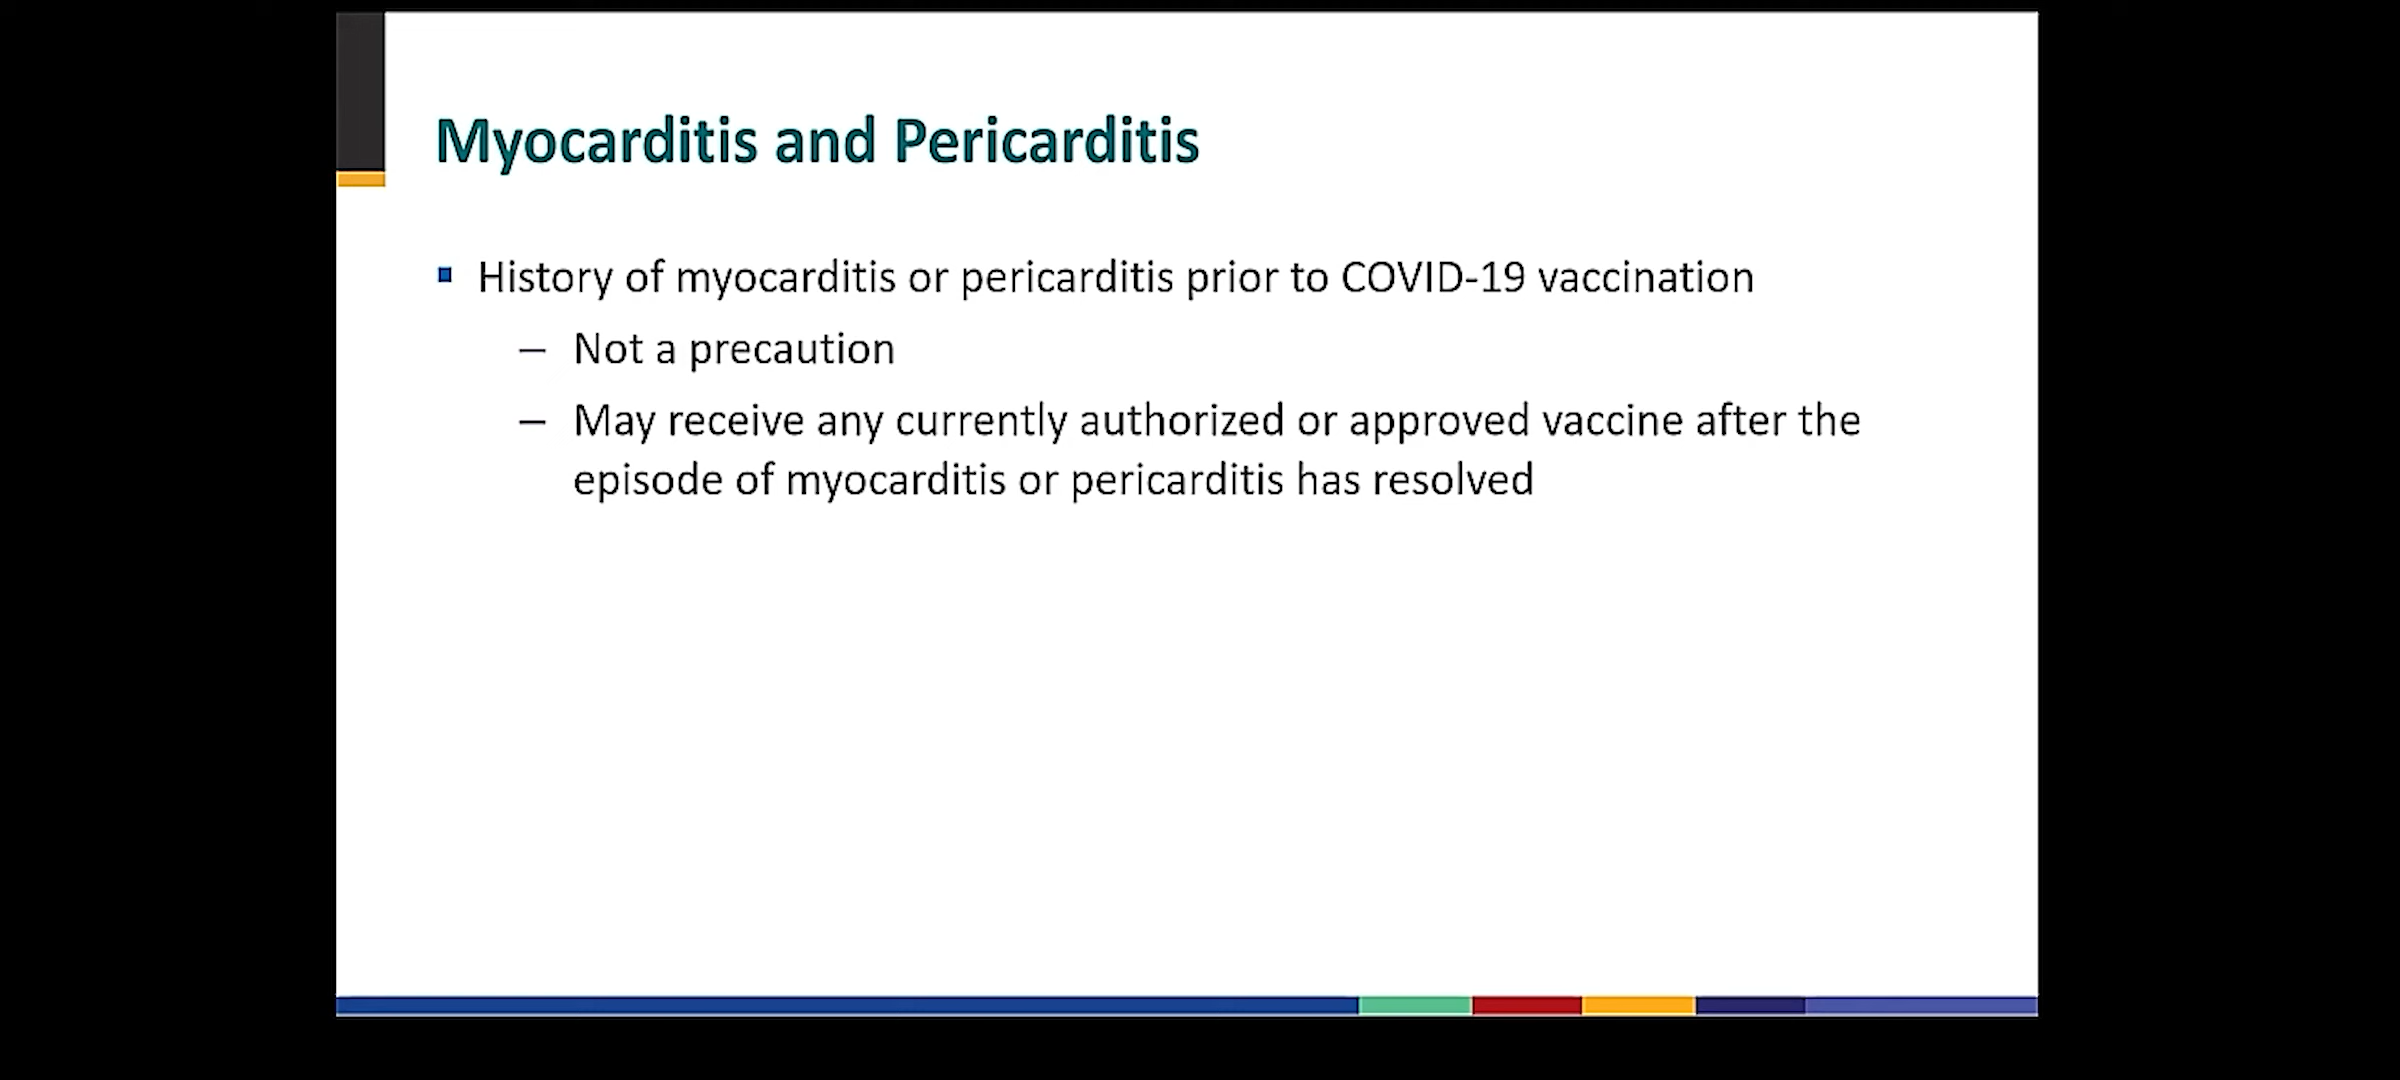 Myocarditis and Pericarditis
▪ History of myocarditis or pericarditis prior to COVID-19 vaccination
– Not a precaution
– May receive any currently authorized or approved vaccine after the
episode of myocarditis or pericarditis has resolved